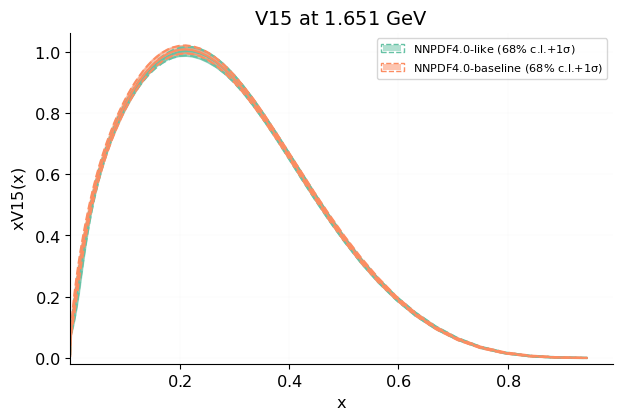 V15 at 1.651 GeV
NNPDF4.0-like (68% c.l.+1σ)
NNPDF4.0-baseline (68% c.l.+1σ)
xV15(x)
1.0
0.8
0.6
0.4
0.2
0.0
0.2 0.4 0.6 0.8
x